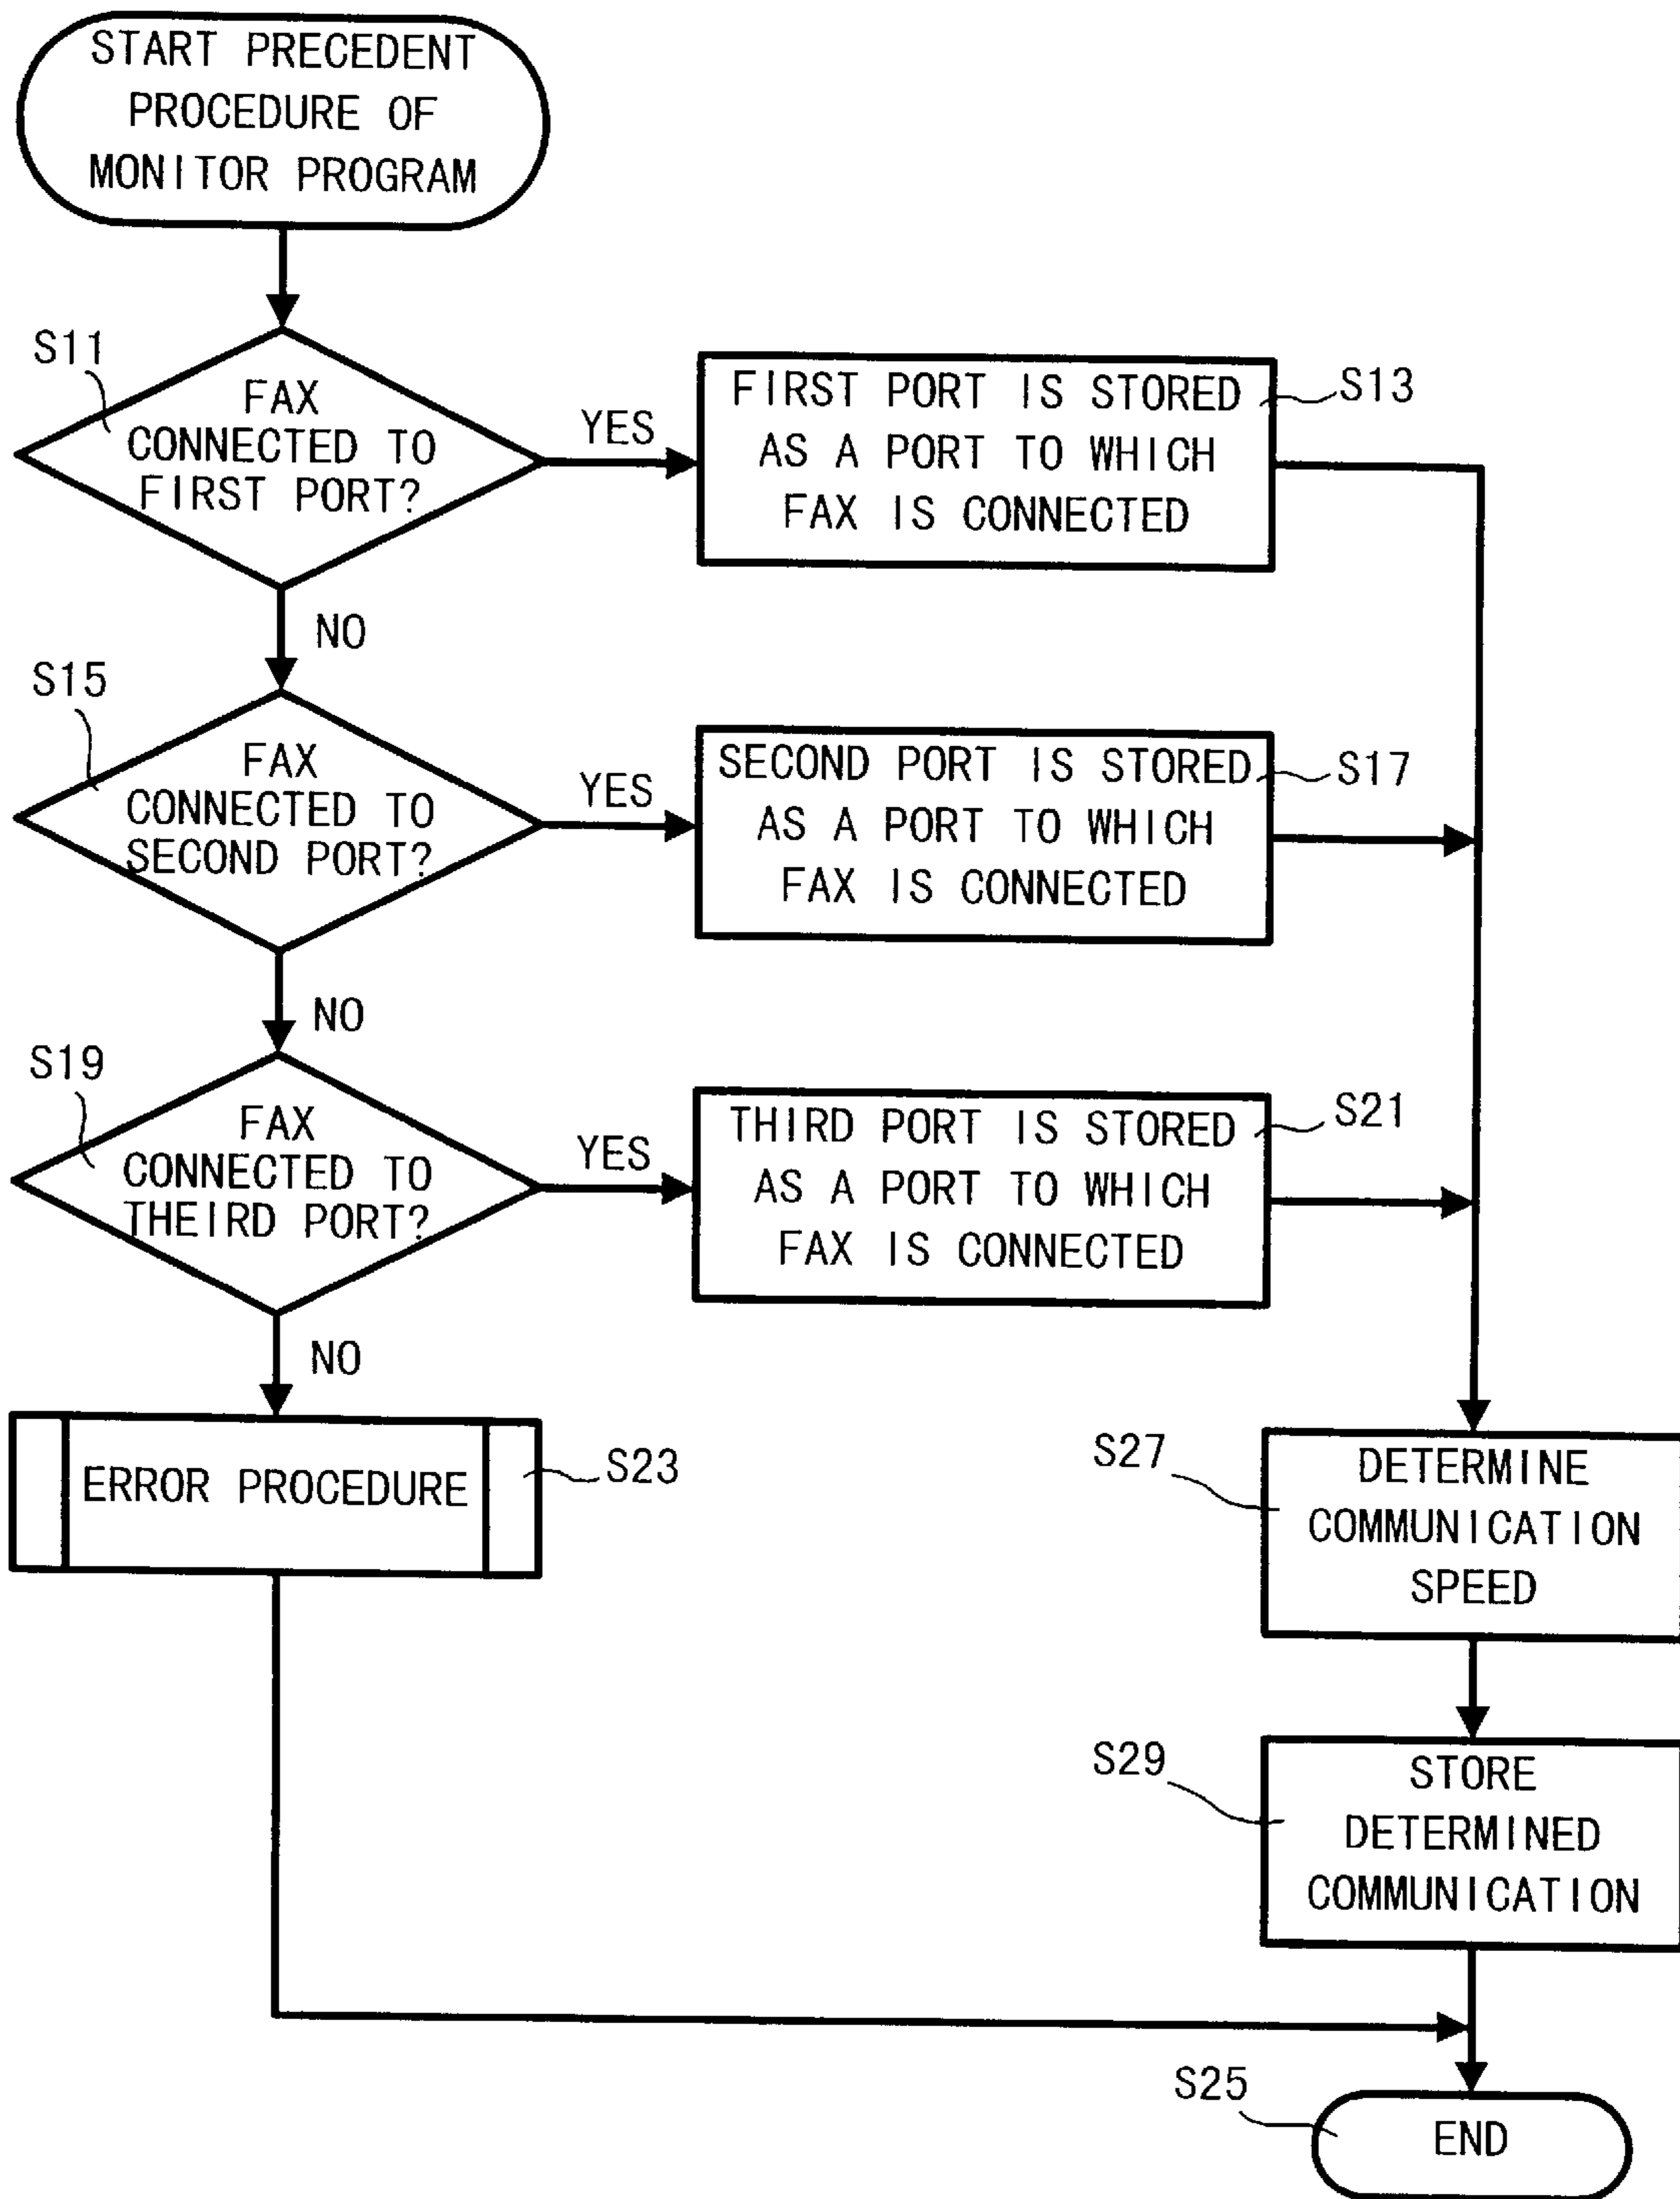 START PRECEDENT
PROCEDURE OF
MONITOR PROGRAM
S11
FAX
CONNECTED TO
FIRST PORT?
YES
FIRST PORT IS STORED
AS A PORT TO WHICH
FAX IS CONNECTED
S13
NO
S15
FAX
CONNECTED TO
SECOND PORT?
YES
SECOND PORT IS STORED
AS A PORT TO WHICH
FAX IS CONNECTED
S17
NO
S19
FAX
CONNECTED TO
THEIRD PORT?
YES
THIRD PORT IS STORED
AS A PORT TO WHICH
FAX IS CONNECTED
S21
NO
ERROR PROCEDURE
S23
S27
DETERMINE
COMMUNICATION
SPEED
S29
STORE
DETERMINED
COMMUNICATION
S25
END